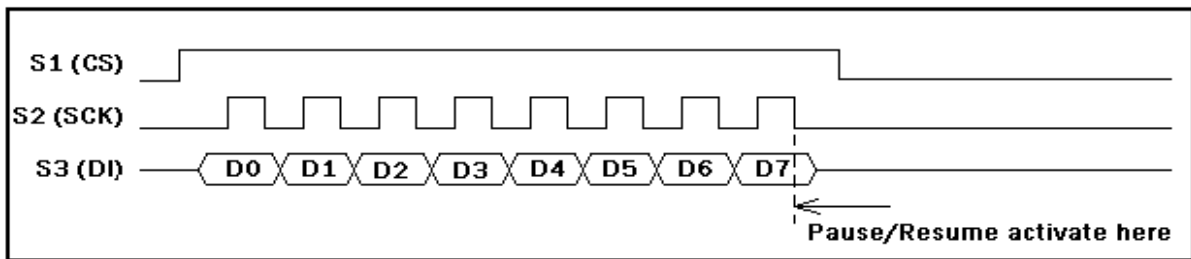 S1 (CS)
S2 (SCK)
S3 (DI) D0 D1 D2 D3 D4 D5 D6 D7
Pause/Resume activate here